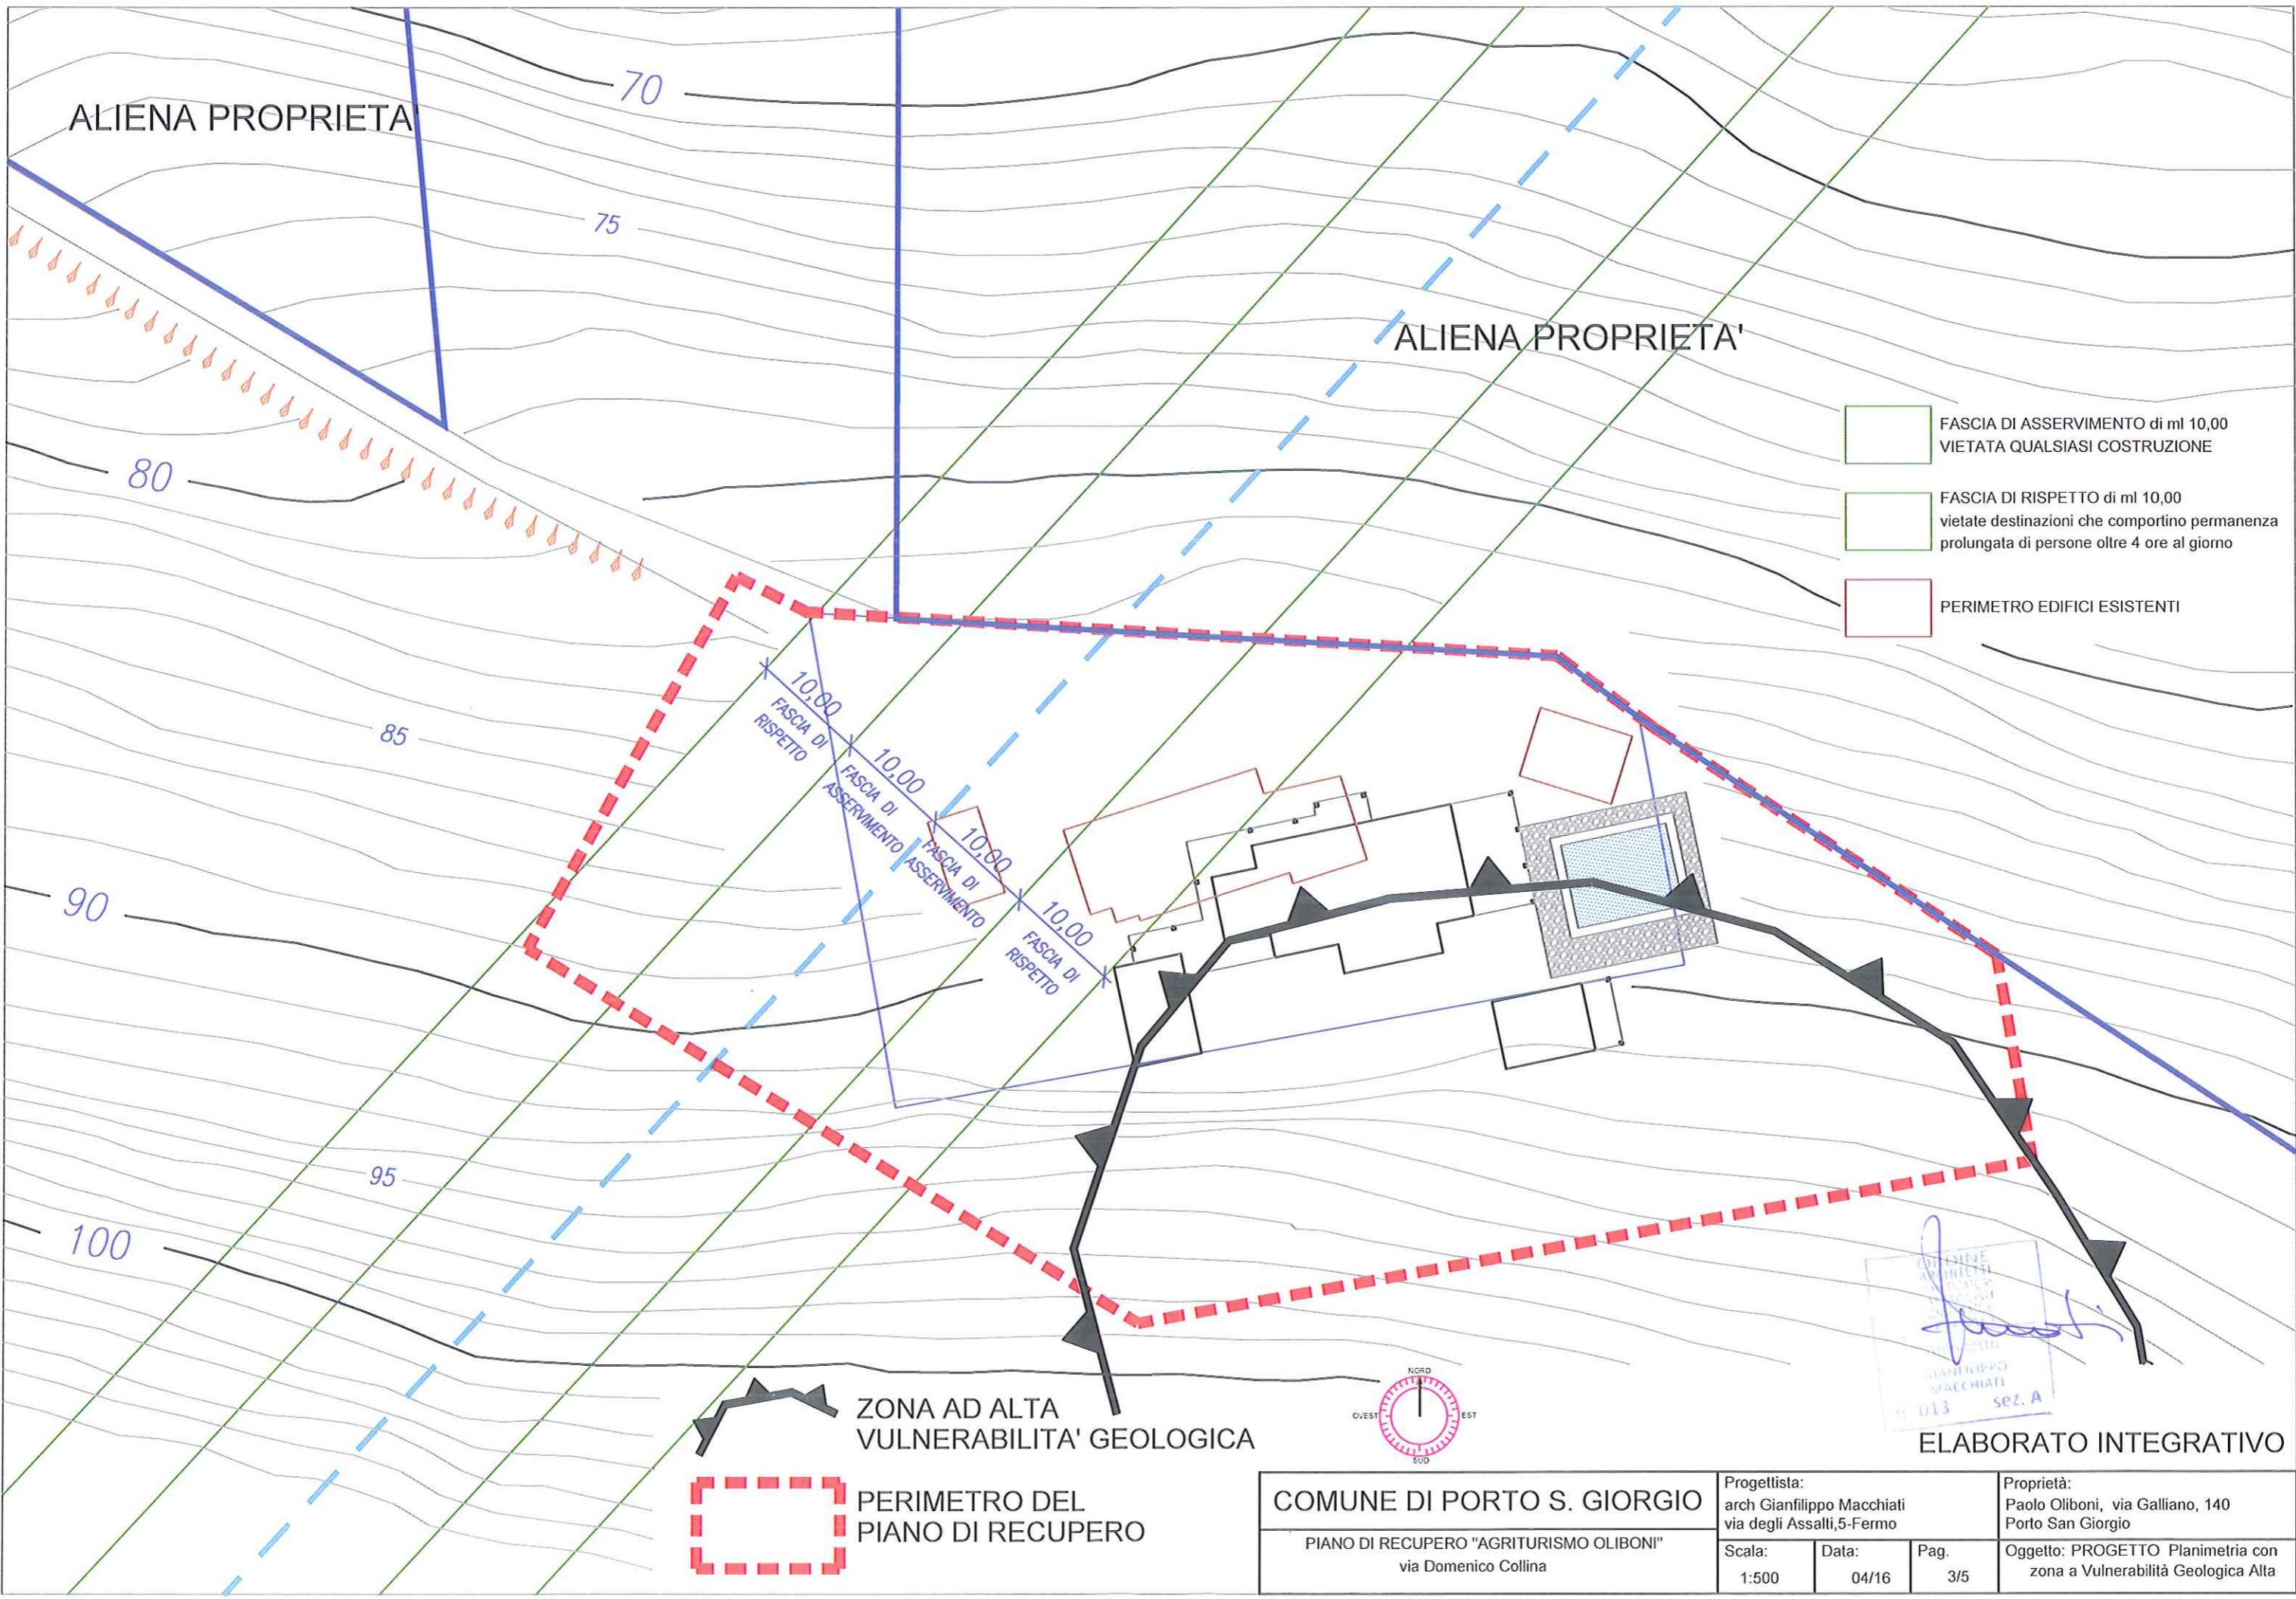 70
ALIENA PROPRIETA'
75
ALIENA PROPRIETA'
FASCIA DI ASSERVIMENTO di ml 10,00
VIETATA QUALSIASI COSTRUZIONE
80
FASCIA DI RISPETTO di ml 10,00
vietate destinazioni che comportino permanenza
prolungata di persone oltre 4 ore al giorno
PERIMETRO EDIFICI ESISTENTI
10,00
FASCIA DI
RISPETTO
85
10,00
FASCIA DI
ASSERVIMENTO
10,00
FASCIA DI
ASSERVIMENTO
90
10,00
FASCIA DI
RISPETTO
95
100
ORDINE
ARCHITETTI
GIANFILIPPO
MACCHIATI
013 sez. A
NORD
OVEST
EST
SUD
ZONA AD ALTA
VULNERABILITA' GEOLOGICA
ELABORATO INTEGRATIVO
PERIMETRO DEL
PIANO DI RECUPERO
COMUNE DI PORTO S. GIORGIO
PIANO DI RECUPERO "AGRITURISMO OLIBONI"
via Domenico Collina
Progettista:
arch Gianfilippo Macchiati
via degli Assalti,5-Fermo
Proprietà:
Paolo Oliboni, via Galliano, 140
Porto San Giorgio
Scala:
1:500
Data:
04/16
Pag.
3/5
Oggetto: PROGETTO Planimetria con
zona a Vulnerabilità Geologica Alta